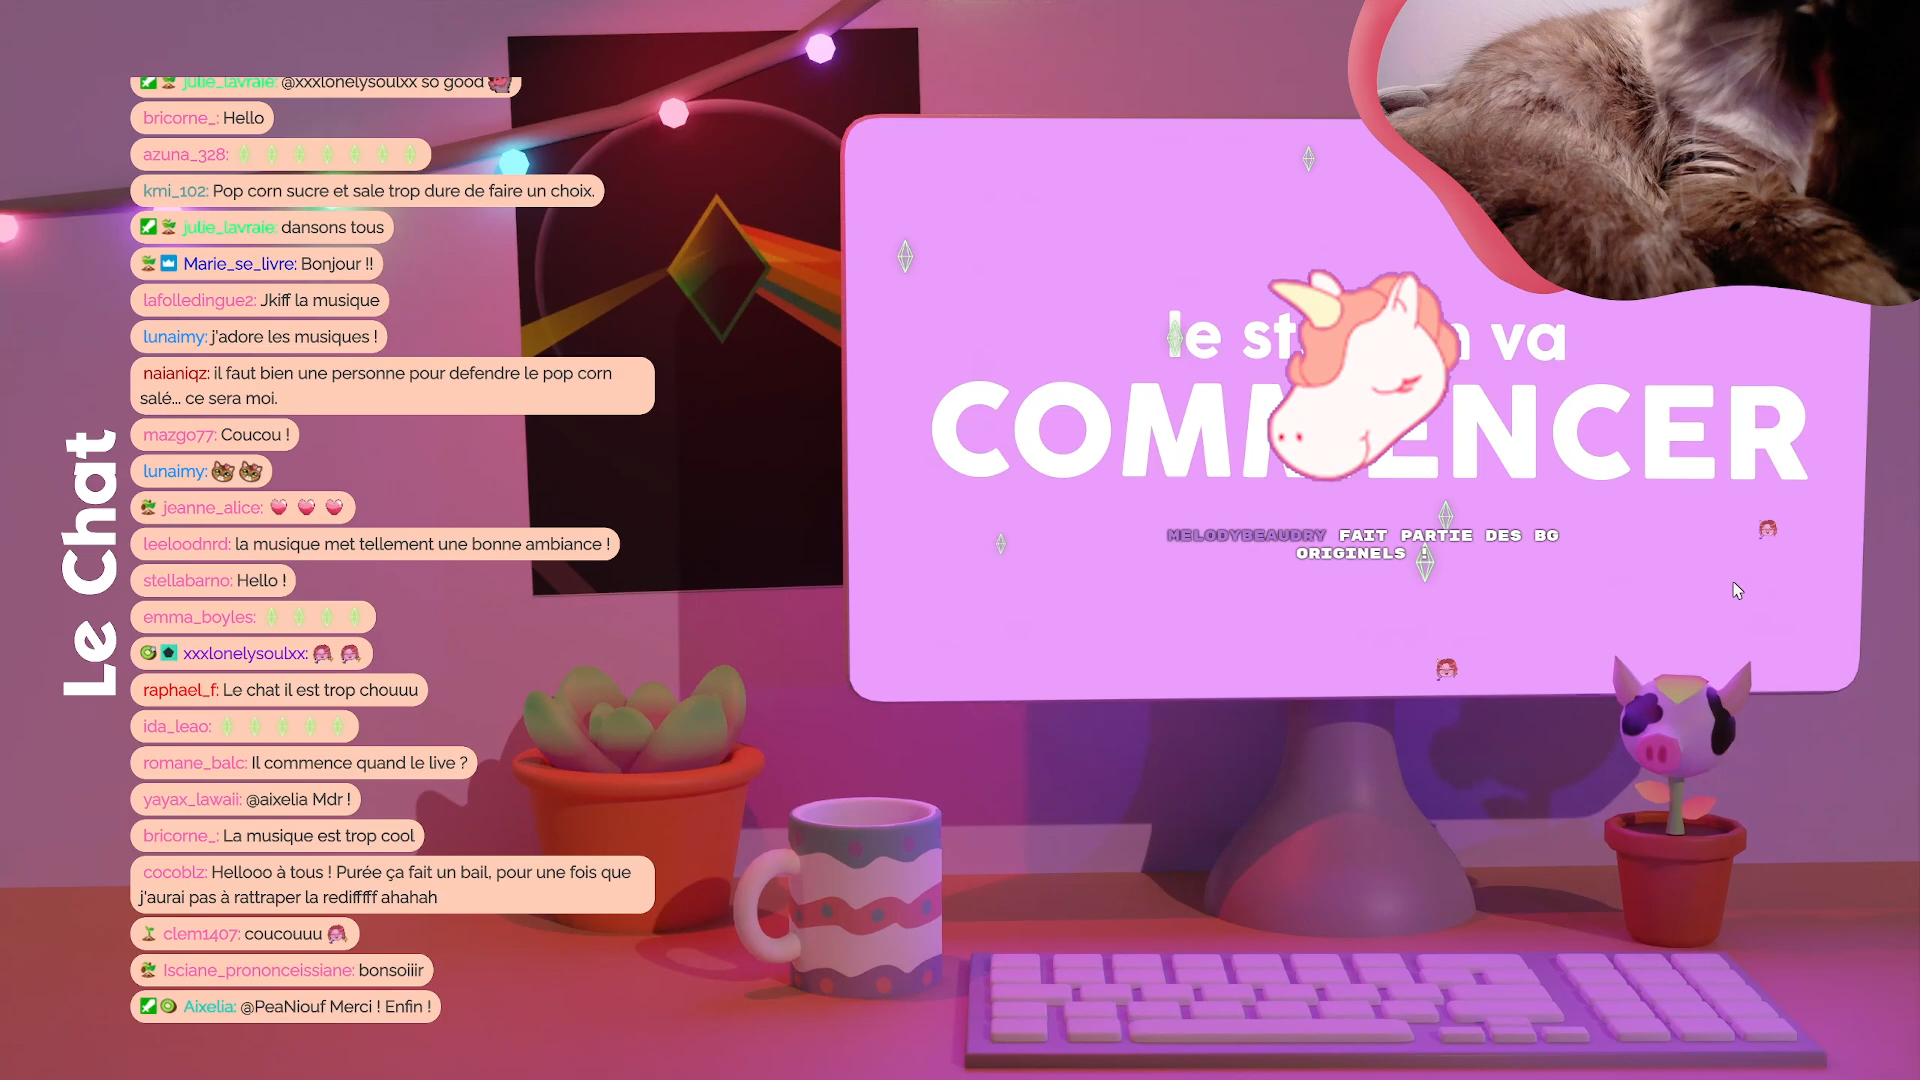 Le Chat
julie_lavraie: @xxxlonelysoulxx so good
bricorne_: Hello
azuna_328:
kmi_102: Pop corn sucre et sale trop dure de faire un choix.
julie_lavraie: dansons tous
Marie_se_livre: Bonjour !!
lafolledingue2: Jkiff la musique
lunaimy: j'adore les musiques !
naianiqz: il faut bien une personne pour defendre le pop corn
salé... ce sera moi.
mazgo77: Coucou !
lunaimy:
jeanne_alice:
leeloodnrd: la musique met tellement une bonne ambiance !
stellabarno: Hello !
emma_boyles:
xxxlonelysoulxx:
raphael_f: Le chat il est trop chouuu
ida_leao:
romane_balc: Il commence quand le live ?
yayax_lawaii: @aixelia Mdr !
bricorne_: La musique est trop cool
cocoblz: Hellooo à tous ! Purée ça fait un bail, pour une fois que
j'aurai pas à rattraper la rediffff ahahah
clem1407: coucouuu
Isciane_prononceissiane: bonsoiiir
Aixelia: @PeaNiouf Merci ! Enfin !
le va
COMMENCER
MELODYBEAUDRY FAIT PARTIE DES BG
ORIGINELS !